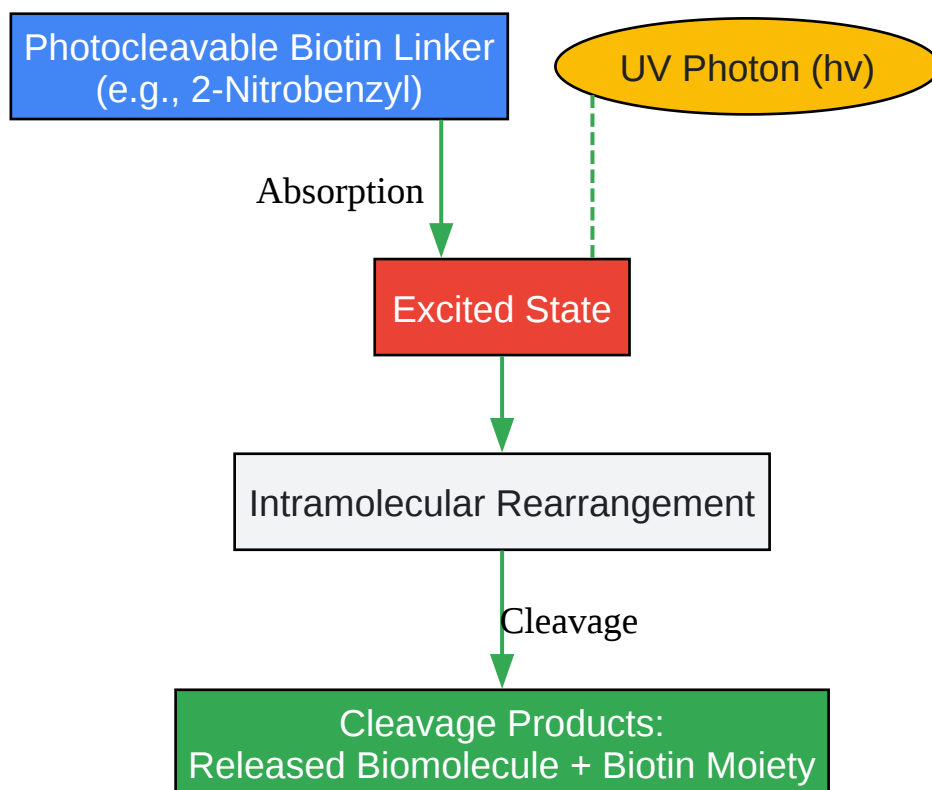 Photocleavable Biotin Linker
(e.g., 2-Nitrobenzyl)
UV Photon (hv)
Absorption
Excited State
Intramolecular Rearrangement
Cleavage
Cleavage Products:
Released Biomolecule + Biotin Moiety